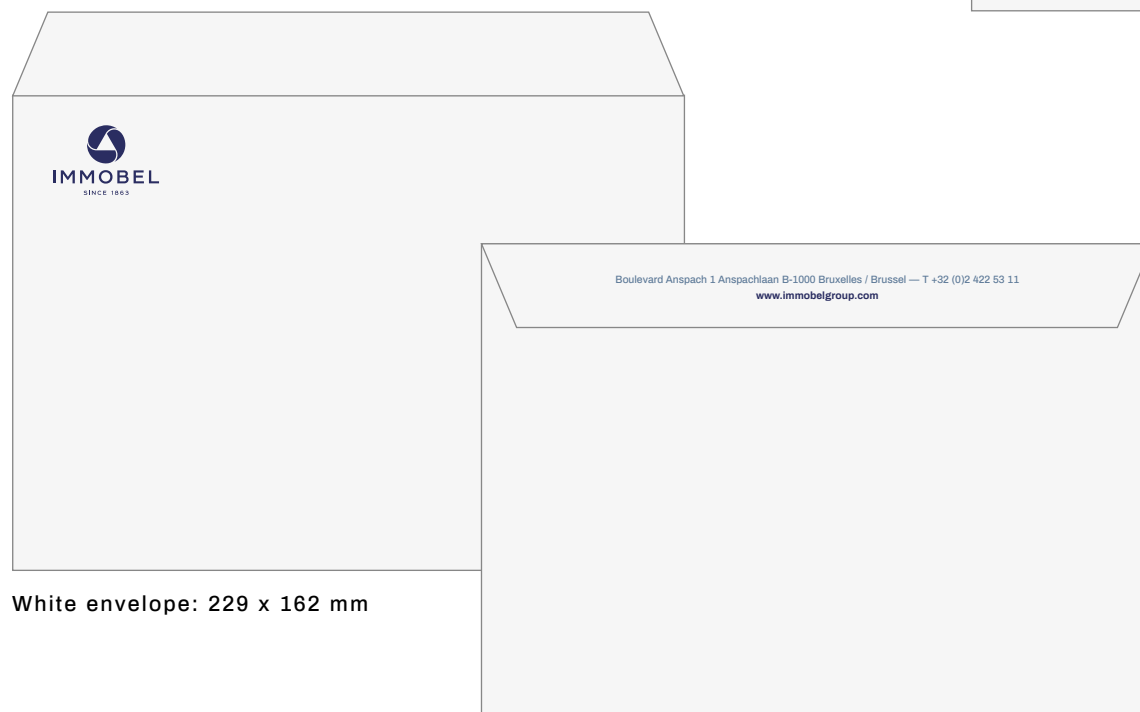 IMMOBEL
SINCE 1863
Boulevard Anspach 1 Anspachlaan B-1000 Bruxelles / Brussel — T +32 (0)2 422 53 11
www.immobelgroup.com
White envelope: 229 x 162 mm